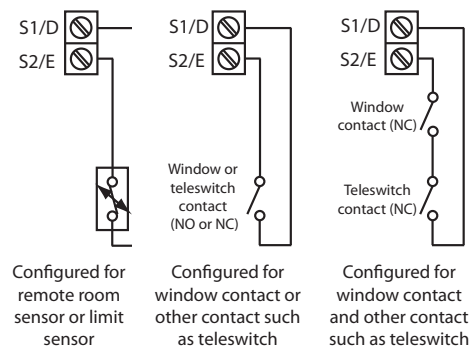 S1/D
S2/E
Configured for
remote room
sensor or limit
sensor
S1/D
S2/E
Window or
teleswitch
contact
(NO or NC)
Configured for
window contact or
other contact such
as teleswitch
S1/D
S2/E
Window
contact (NC)
Teleswitch
contact (NC)
Configured for
window contact
and other contact
such as teleswitch